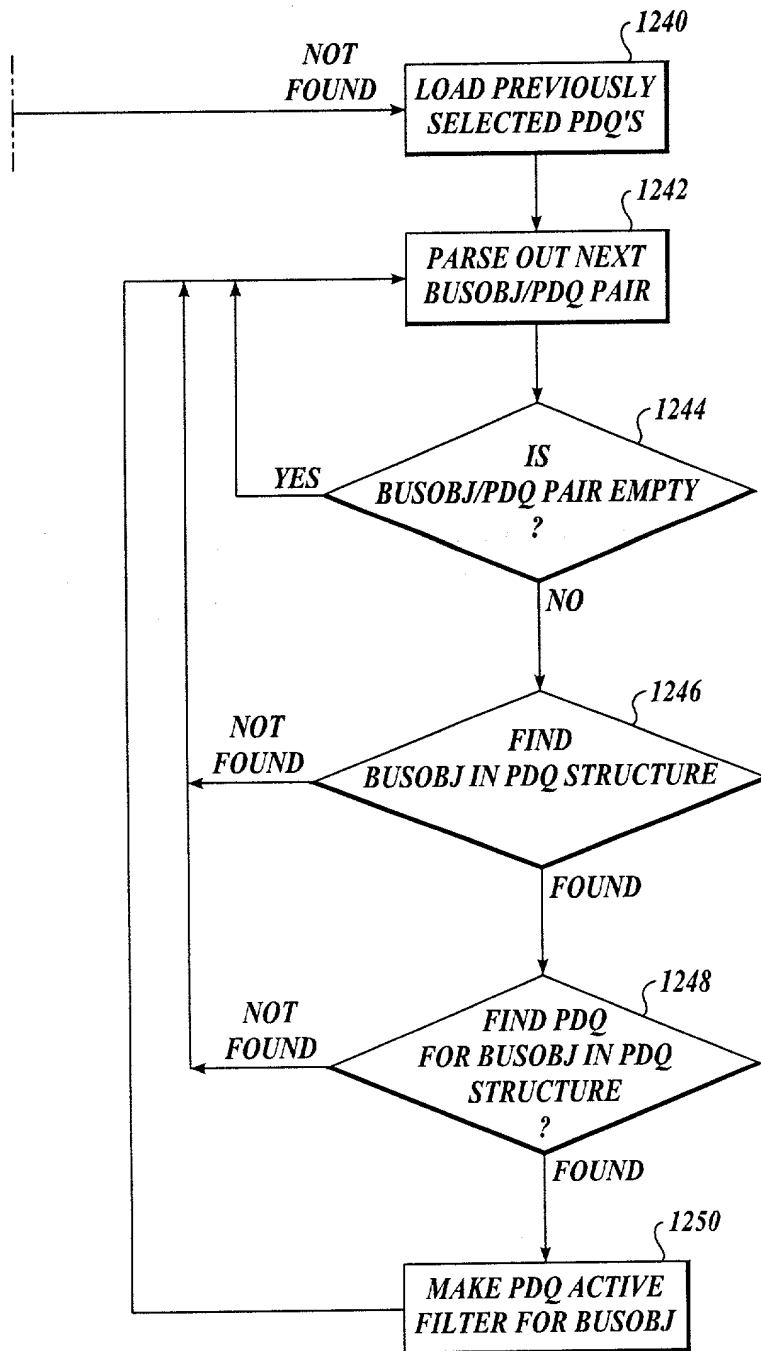 1240
NOT
FOUND
LOAD PREVIOUSLY
SELECTED PDQ'S
1242
PARSE OUT NEXT
BUSOBJ/PDQ PAIR
1244
IS
BUSOBJ/PDQ PAIR EMPTY
?
YES
NO
1246
NOT
FOUND
FIND
BUSOBJ IN PDQ STRUCTURE
FOUND
1248
NOT
FOUND
FIND PDQ
FOR BUSOBJ IN PDQ
STRUCTURE
?
FOUND
1250
MAKE PDQ ACTIVE
FILTER FOR BUSOBJ